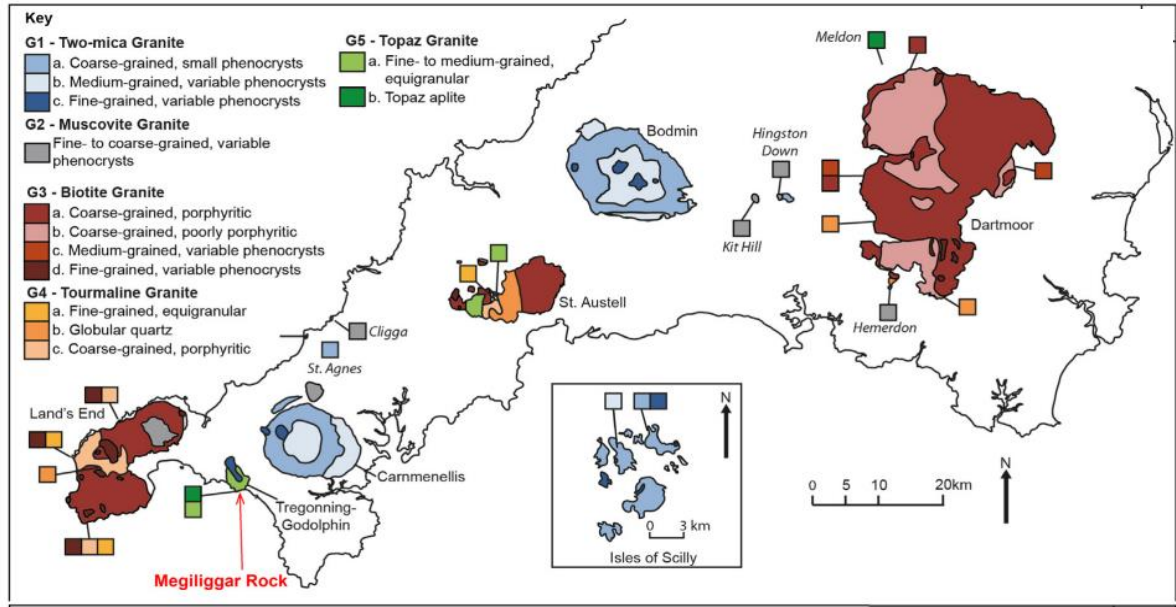 Key
G1 - Two-mica Granite
a. Coarse-grained, small phenocrysts
b. Medium-grained, variable phenocrysts
c. Fine-grained, variable phenocrysts
G2 - Muscovite Granite
Fine- to coarse-grained, variable
phenocrysts
G3 - Biotite Granite
a. Coarse-grained, porphyritic
b. Coarse-grained, poorly porphyritic
c. Medium-grained, variable phenocrysts
d. Fine-grained, variable phenocrysts
G4 - Tourmaline Granite
a. Fine-grained, equigranular
b. Globular quartz
c. Coarse-grained, porphyritic
G5 - Topaz Granite
a. Fine- to medium-grained,
equigranular
b. Topaz aplite
Meldon
Bodmin
Hingston
Down
Kit Hill
Dartmoor
Hemerdon
St. Austell
Cligga
St. Agnes
Land's End
Carnmenellis
Tregonning-
Godolphin
Megiliggar Rock
N
0 3 km
Isles of Scilly
0 5 10 20km
N